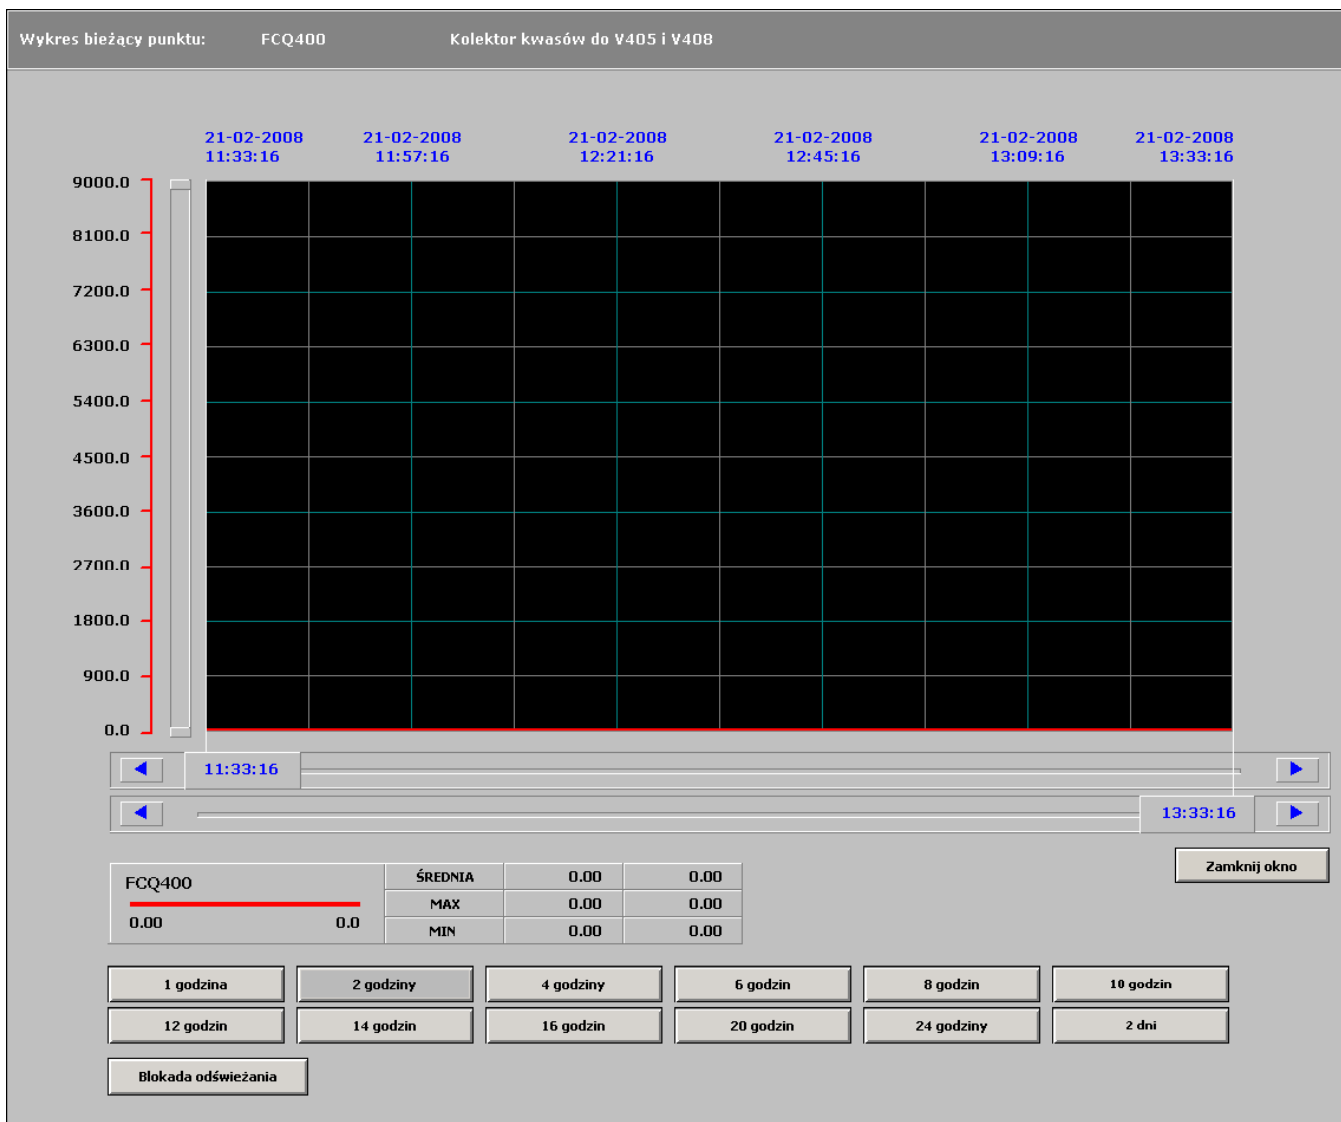 Wykres bieżący punktu: FCQ400 Kolektor kwasów do V405 i V408
21-02-2008 21-02-2008 21-02-2008 21-02-2008 21-02-2008 21-02-2008
11:33:16 11:57:16 12:21:16 12:45:16 13:09:16 13:33:16
9000.0
8100.0
7200.0
6300.0
5400.0
4500.0
3600.0
2700.0
1800.0
900.0
0.0
11:33:16
13:33:16
Zamknij okno
FCQ400
0.00 0.0
ŚREDNIA 0.00 0.00
MAX 0.00 0.00
MIN 0.00 0.00
1 godzina 2 godziny 4 godziny 6 godzin 8 godzin 10 godzin
12 godzin 14 godzin 16 godzin 20 godzin 24 godziny 2 dni
Blokada odświeżania